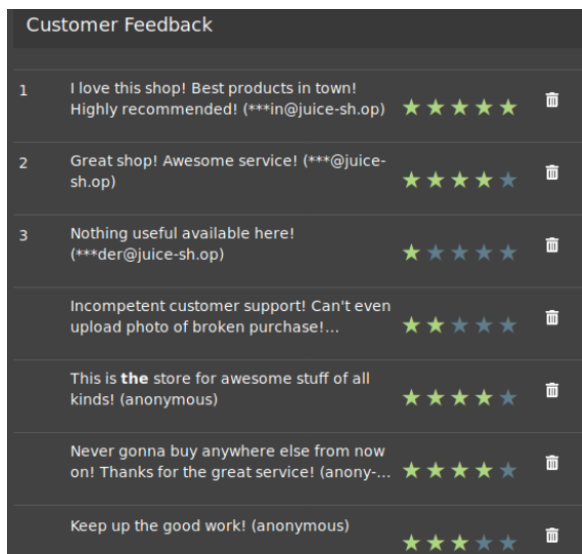 Customer Feedback
1
I love this shop! Best products in town!
Highly recommended! (***in@juice-sh.op)
2
Great shop! Awesome service! (***@juice-
sh.op)
3
Nothing useful available here!
(***der@juice-sh.op)
Incompetent customer support! Can't even
upload photo of broken purchase!...
This is the store for awesome stuff of all
kinds! (anonymous)
Never gonna buy anywhere else from now
on! Thanks for the great service! (anony-...
Keep up the good work! (anonymous)